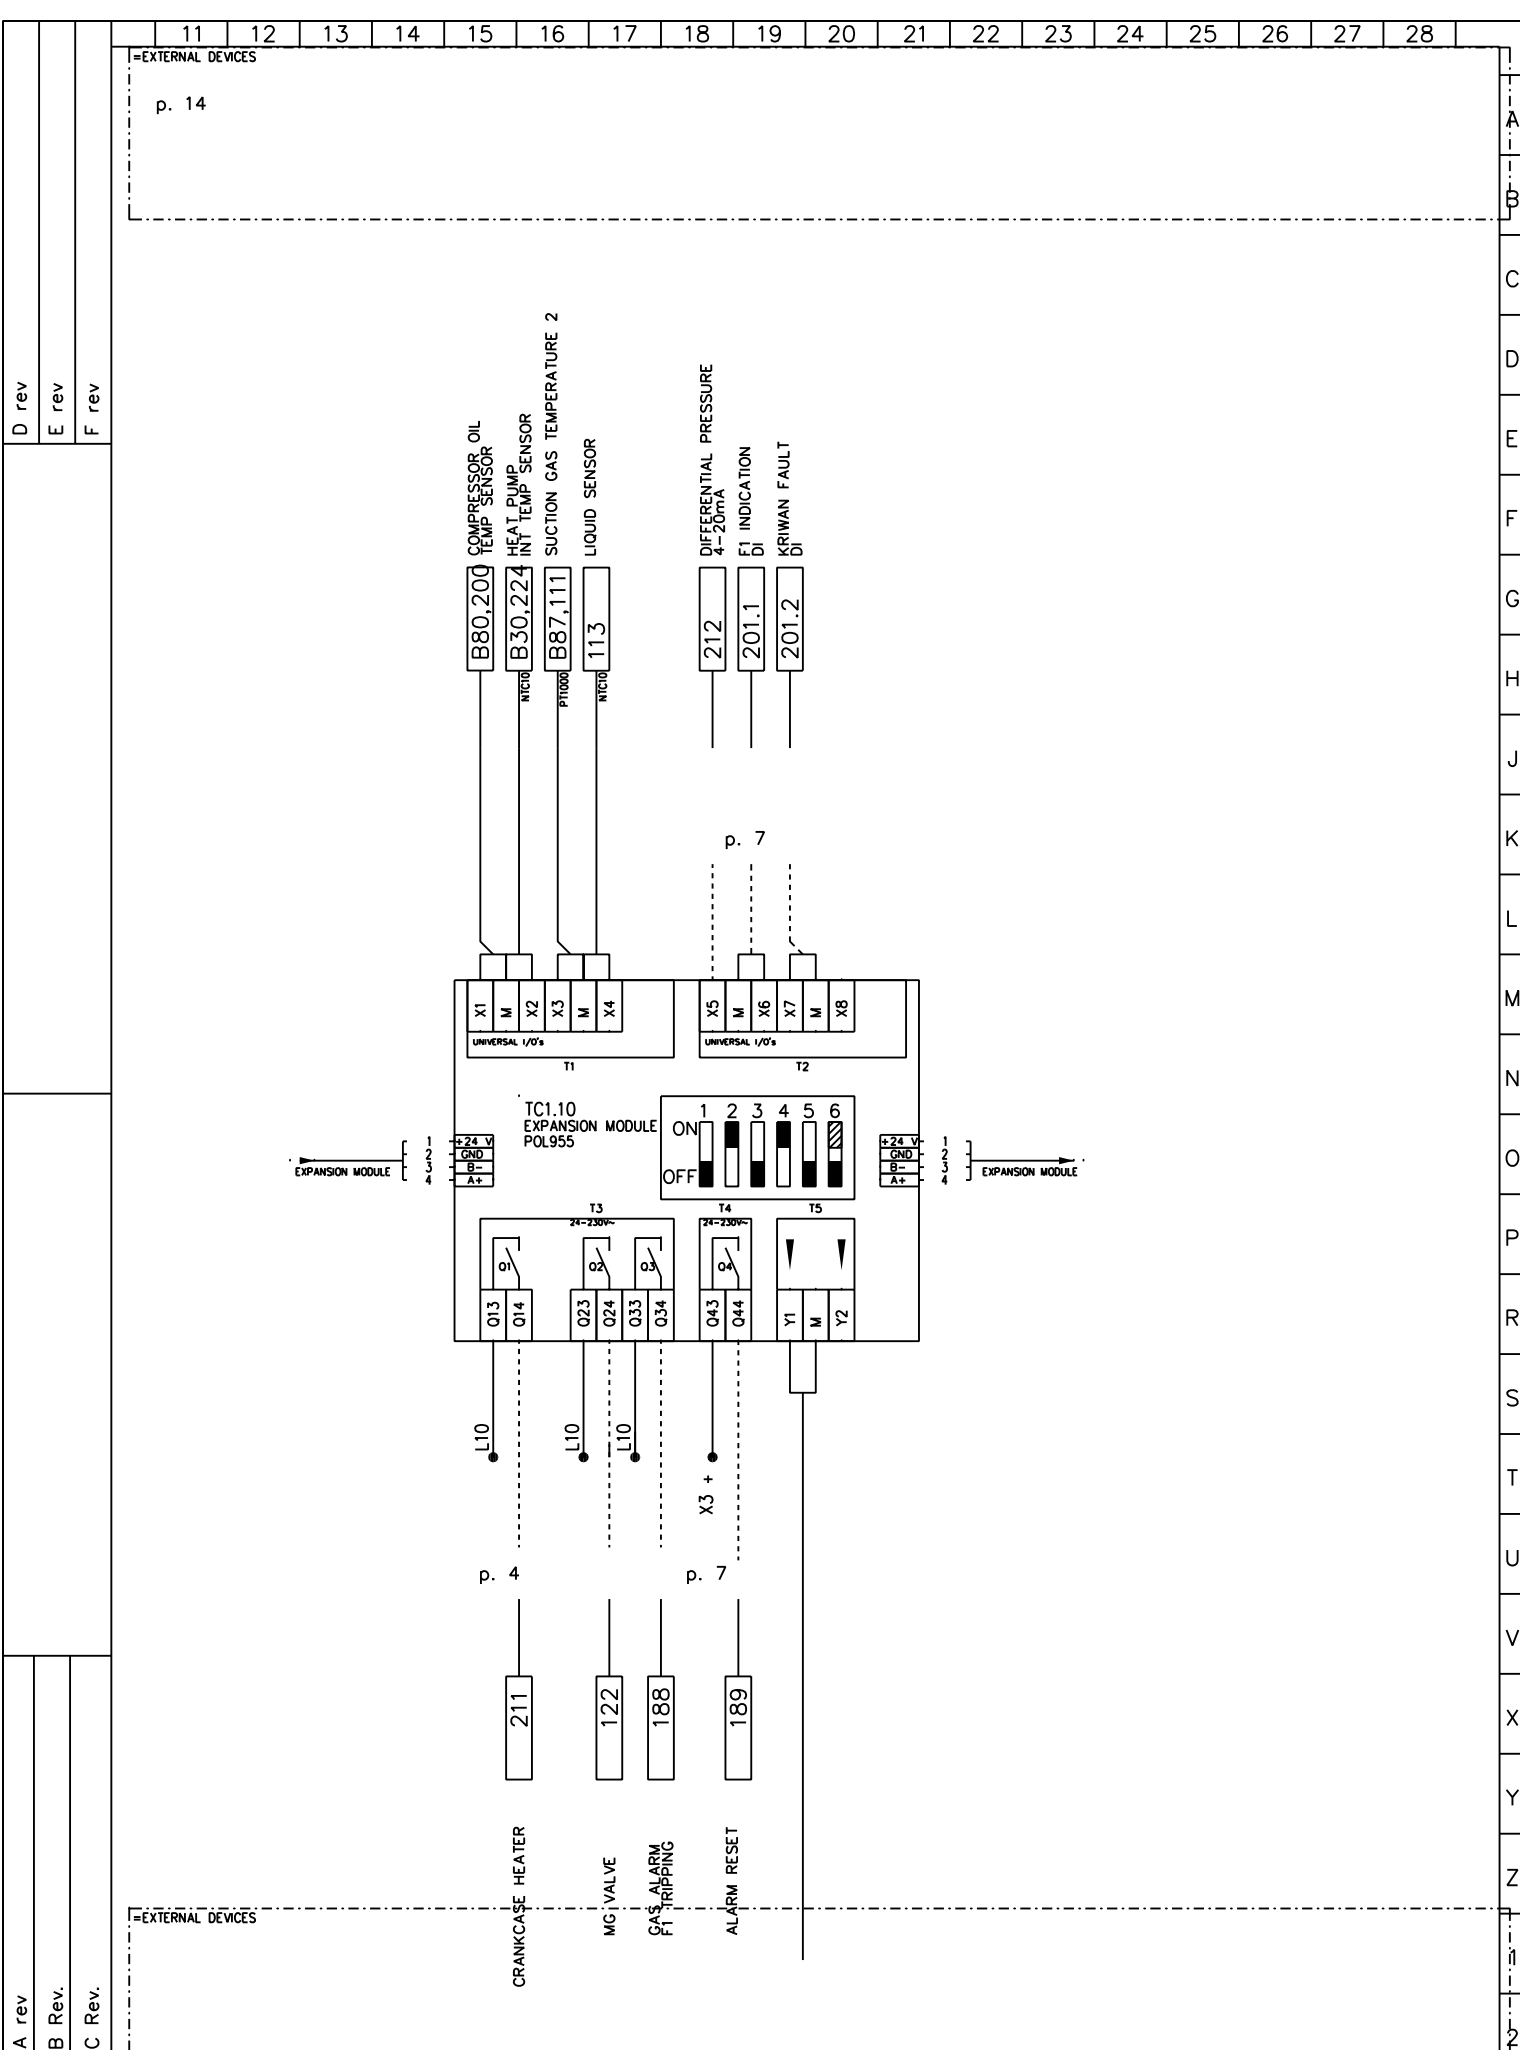 11 12 13 14 15 16 17 18 19 20 21 22 23 24 25 26 27 28
=EXTERNAL DEVICES
p. 14
A
B
C
D
E
F
G
H
J
K
L
M
N
O
P
R
S
T
U
V
X
Y
Z
1
2
D rev
E rev
F rev
COMPRESSOR OIL
TEMP SENSOR
HEAT PUMP
INT TEMP SENSOR
SUCTION GAS TEMPERATURE 2
LIQUID SENSOR
DIFFERENTIAL PRESSURE
4-20mA
F1 INDICATION
DI
KRIWAN FAULT
DI
B80,200
B30,224
B87,111
113
212
201.1
201.2
NTC10
PT1000
NTC10
p. 7
X1 M X2 X3 M X4
X5 M X6 X7 M X8
UNIVERSAL I/O's
UNIVERSAL I/O's
T1
T2
TC1.10
EXPANSION MODULE
POL955
1 2 3 4 5 6
ON
OFF
1 +24 V
2 GND
3 B-
4 A+
EXPANSION MODULE
+24 V 1
GND 2
B- 3
A+ 4
EXPANSION MODULE
T3
24-230V~
T4
24-230V~
T5
Q1
Q2
Q3
Q4
Q13 Q14 Q23 Q24 Q33 Q34 Q43 Q44 Y1 M Y2
L10
L10
L10
X3 +
p. 4
p. 7
211
122
188
189
CRANKCASE HEATER
MG VALVE
GAS ALARM
F1 TRIPPING
ALARM RESET
=EXTERNAL DEVICES
A rev
B Rev.
C Rev.